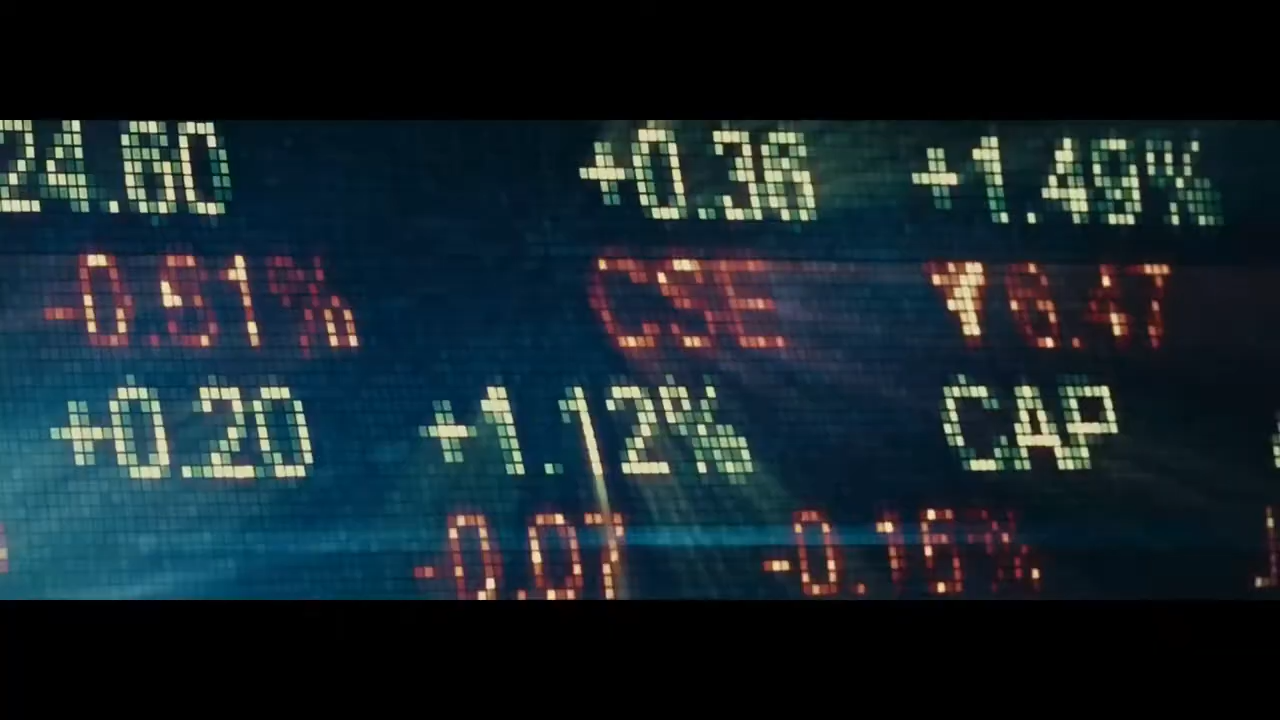 24.60 +0.36 +1.49%
-0.51% CSE ▼6.47
+0.20 +1.12% CAP
-0.07 -0.16%